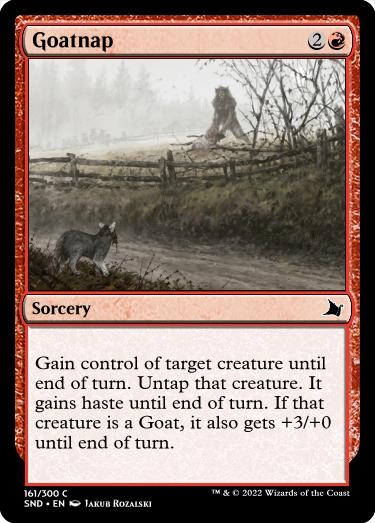 Goatnap 2
Sorcery
Gain control of target creature until
end of turn. Untap that creature. It
gains haste until end of turn. If that
creature is a Goat, it also gets +3/+0
until end of turn.
161/300 C
SND • EN Jakub Rozalski
™ & © 2022 Wizards of the Coast